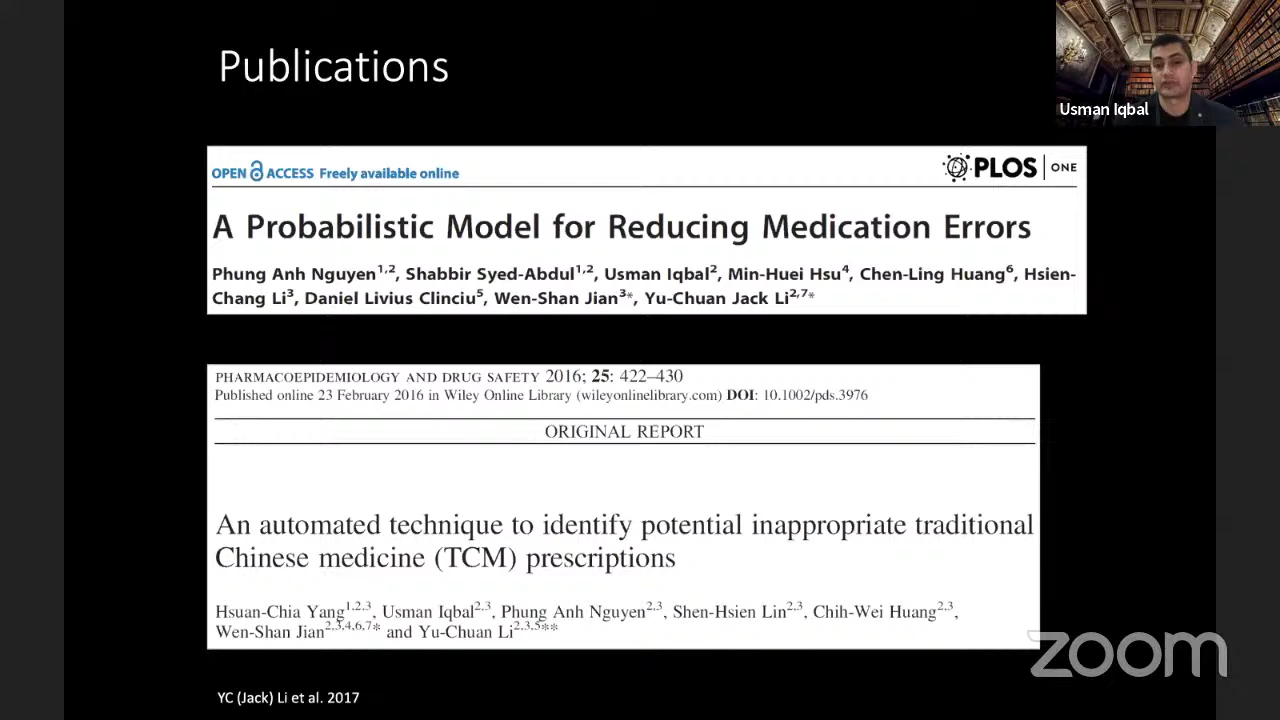 Publications
Usman Iqbal
OPEN ACCESS Freely available online
PLOS ONE
A Probabilistic Model for Reducing Medication Errors
Phung Anh Nguyen1,2, Shabbir Syed-Abdul1,2, Usman Iqbal2, Min-Huei Hsu4, Chen-Ling Huang6, Hsien-
Chang Li3, Daniel Livius Clinciu5, Wen-Shan Jian3*, Yu-Chuan Jack Li2,7*
PHARMACOEPIDEMIOLOGY AND DRUG SAFETY 2016; 25: 422–430
Published online 23 February 2016 in Wiley Online Library (wileyonlinelibrary.com) DOI: 10.1002/pds.3976
ORIGINAL REPORT
An automated technique to identify potential inappropriate traditional
Chinese medicine (TCM) prescriptions
Hsuan-Chia Yang1,2,3, Usman Iqbal2,3, Phung Anh Nguyen2,3, Shen-Hsien Lin2,3, Chih-Wei Huang2,3,
Wen-Shan Jian2,3,4,6,7* and Yu-Chuan Li2,3,5**
zoom
YC (Jack) Li et al. 2017